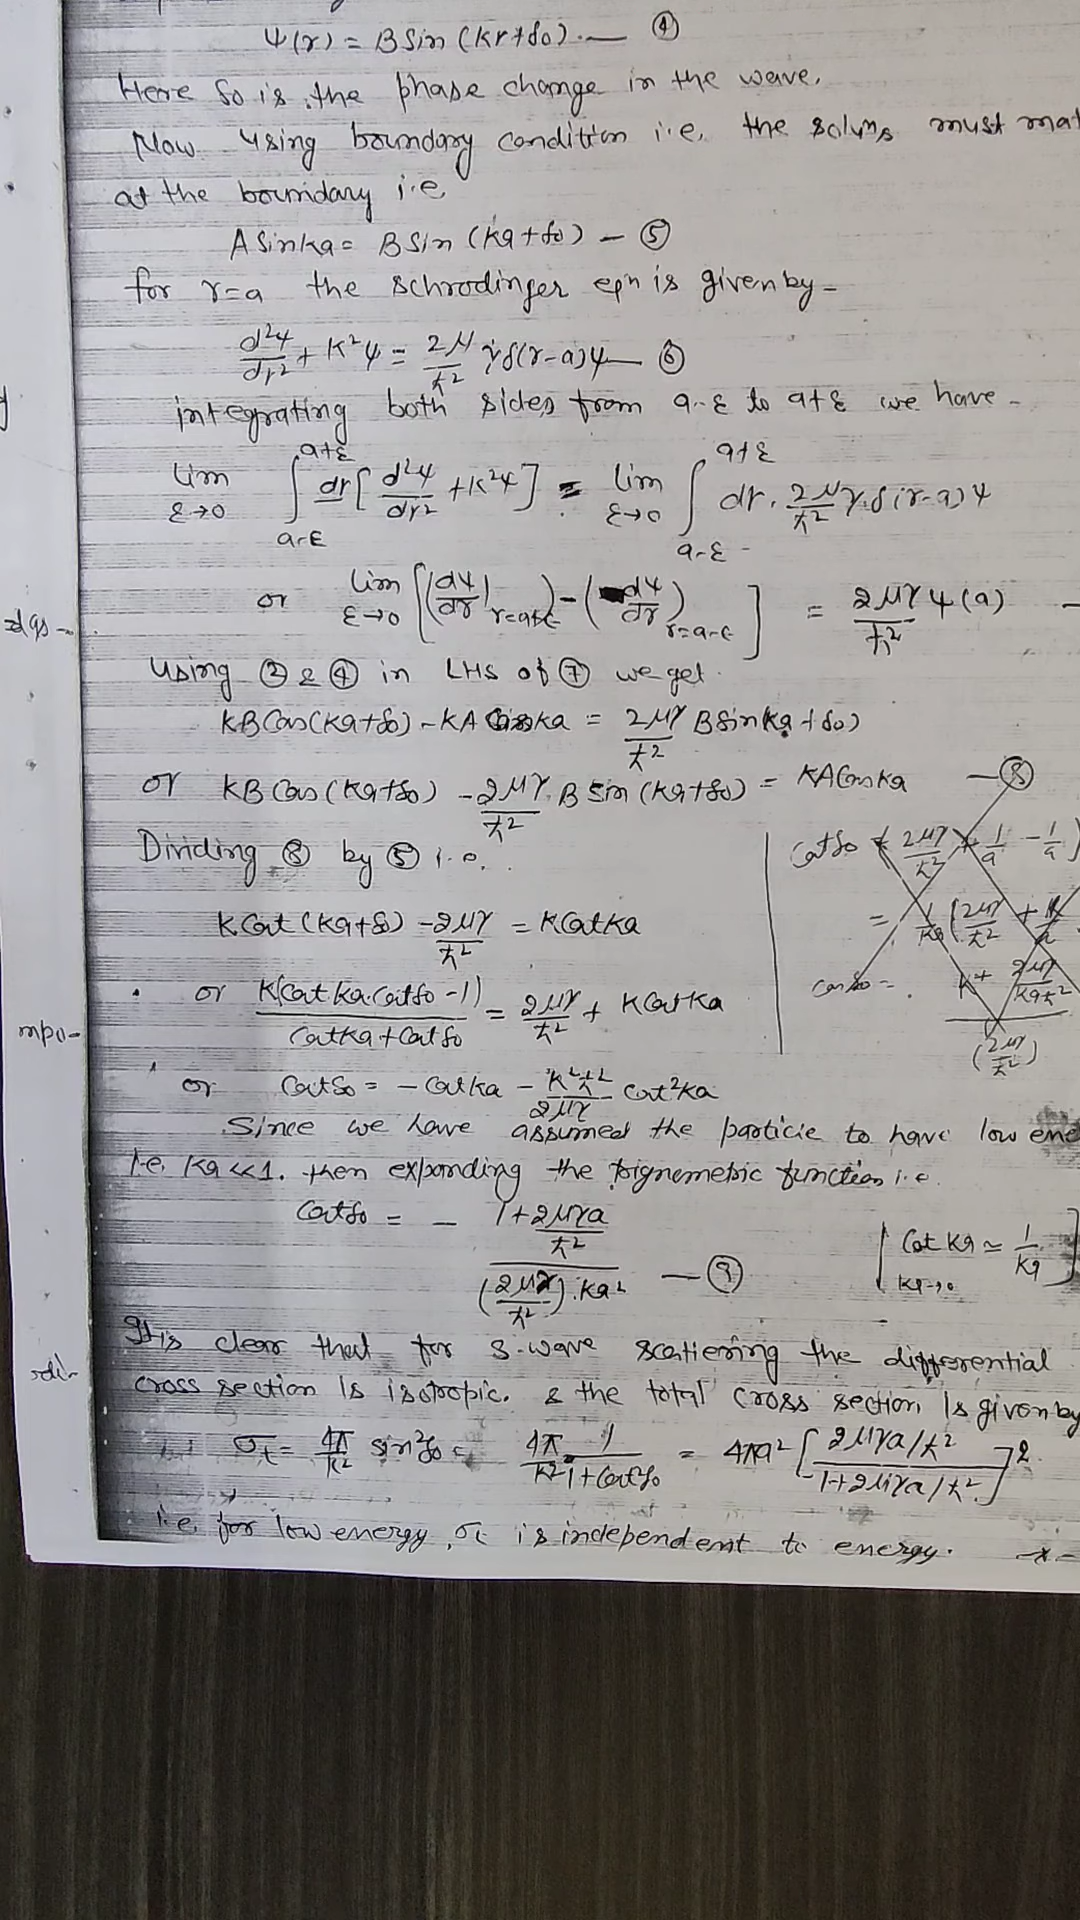 ψ(r) = B Sin (Kr+δ0).— ④
Here δ0 is the phase change in the wave.
Now using boundary condition i.e. the solyns must mat
at the boundary i.e.
A Sinka = B Sin (Ka+δ0) — ⑤
for r=a the schrodinger eqn is given by -
d²ψ/dr² + K²ψ = 2μ/ħ² γδ(r-a)ψ — ⑥
integrating both sides from a-ε to a+ε we have -
lim ε→0 ∫ a-ε a+ε dr [d²ψ/dr² + K²ψ] = lim ε→0 ∫ a-ε a+ε dr. 2μ/ħ² γ.δ(r-a)ψ
or lim ε→0 [(dψ/dr) r=a+ε - (dψ/dr) r=a-ε] = 2μγ/ħ² ψ(a) —
dqs -
using ② & ④ in LHS of ⑦ we get
KB Cos(Ka+δ0) - KA Coska = 2μγ/ħ² B Sin(ka+δ0)
or KB Cos (Ka+δ0) - 2μγ/ħ² B Sin (Ka+δ0) = KACoska — ⑧
Dividing ⑧ by ⑤ i.e.
K Cot (Ka+δ0) - 2μγ/ħ² = K Cotka
or K(Cot ka.Cotδ0 -1)/Cotka + Cotδ0 = 2μγ/ħ² + K Cotka
mpo-
or Cotδ0 = - Cotka - K²ħ²/2μγ Cot²ka
Since we have assumed the particle to have low ene
i.e. Ka <<1. then expanding the trignometric function i.e.
Cotδ0 = - 1+2μγa/ħ² / (2μγ/ħ²).ka² — ⑨
[Cot Ka ≃ 1/Ka Ka→0]
It is clear that for s-wave scattering the differential
cross section is isotropic. & the total cross section is given by
σt = 4π/K² sin²δ0 = 4π/K² 1/1+Cot²δ0 = 4πa² [2μγa/ħ² / 1+2μγa/ħ²]²
i.e. for low energy, σt is independent to energy. -x-